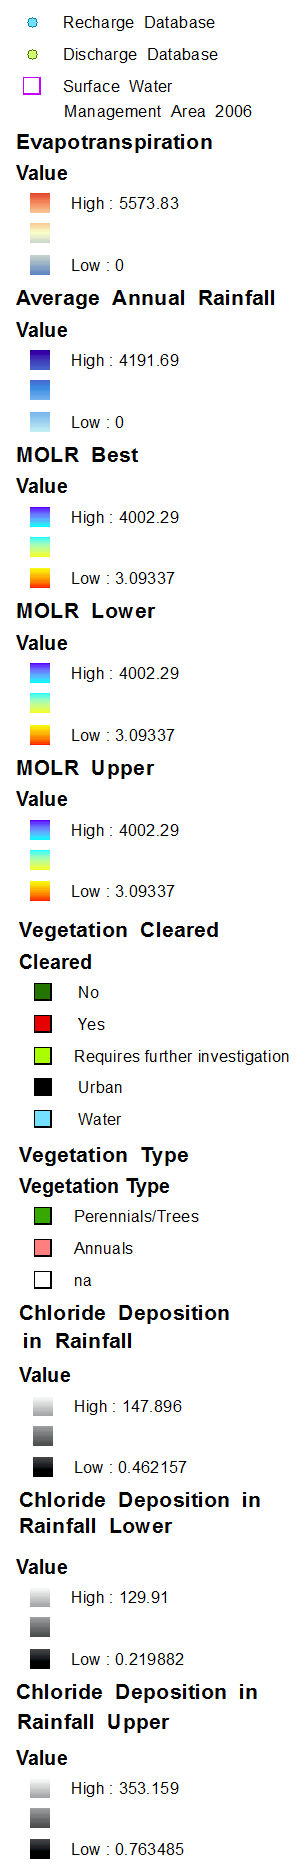 Recharge Database
Discharge Database
Surface Water
Management Area 2006
Evapotranspiration
Value
High : 5573.83
Low : 0
Average Annual Rainfall
Value
High : 4191.69
Low : 0
MOLR Best
Value
High : 4002.29
Low : 3.09337
MOLR Lower
Value
High : 4002.29
Low : 3.09337
MOLR Upper
Value
High : 4002.29
Low : 3.09337
Vegetation Cleared
Cleared
No
Yes
Requires further investigation
Urban
Water
Vegetation Type
Vegetation Type
Perennials/Trees
Annuals
na
Chloride Deposition
in Rainfall
Value
High : 147.896
Low : 0.462157
Chloride Deposition in
Rainfall Lower
Value
High : 129.91
Low : 0.219882
Chloride Deposition in
Rainfall Upper
Value
High : 353.159
Low : 0.763485